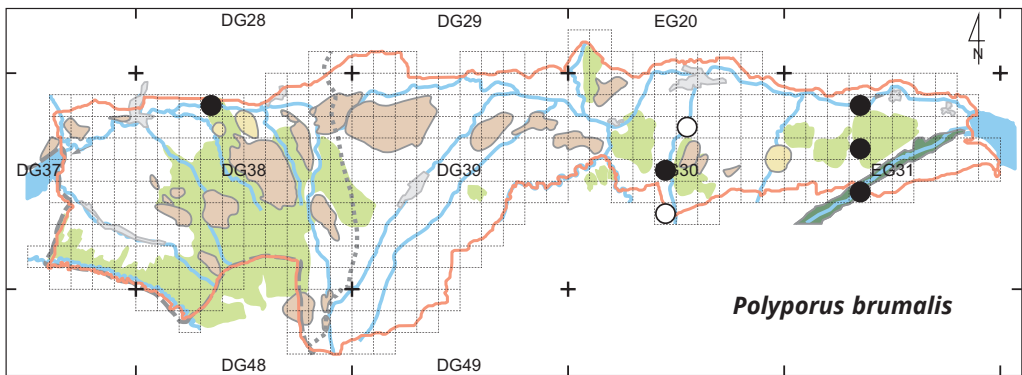 DG28 DG29 EG20
N
DG37 DG38 DG39 EG30 EG31
Polyporus brumalis
DG48 DG49